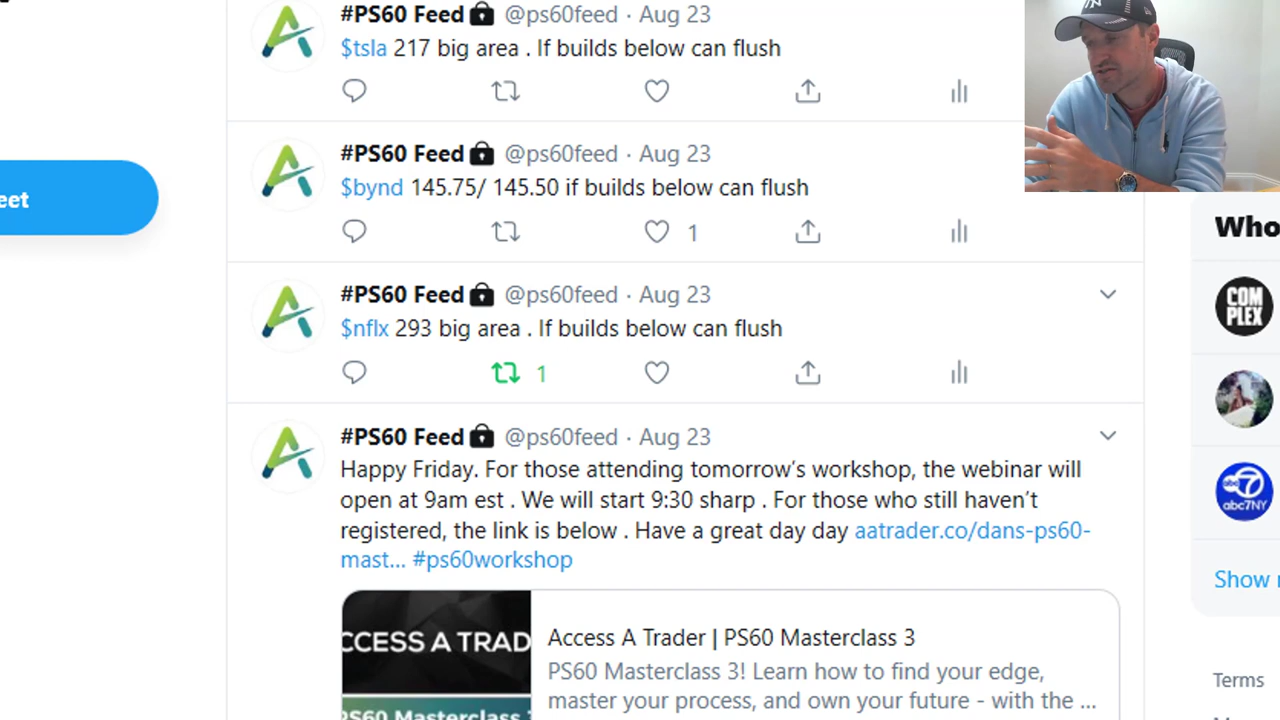 #PS60 Feed @ps60feed · Aug 23
$tsla 217 big area . If builds below can flush
#PS60 Feed @ps60feed · Aug 23
eet
$bynd 145.75/ 145.50 if builds below can flush
1
Who
#PS60 Feed @ps60feed · Aug 23
COM
PLEX
$nflx 293 big area . If builds below can flush
1
#PS60 Feed @ps60feed · Aug 23
Happy Friday. For those attending tomorrow's workshop, the webinar will
open at 9am est . We will start 9:30 sharp . For those who still haven't
registered, the link is below . Have a great day day aatrader.co/dans-ps60-
mast... #ps60workshop
abc 7
abc7NY
Show
CCESS A TRAD
Access A Trader | PS60 Masterclass 3
PS60 Masterclass 3! Learn how to find your edge,
master your process, and own your future - with the ...
PS60 Masterclass
Terms